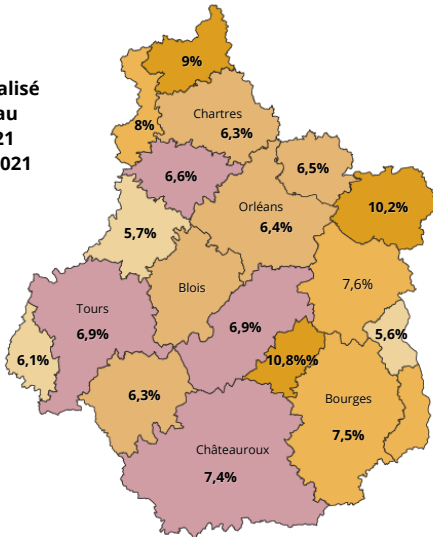 alisé
au
21
021
9%
8%
Chartres
6,3%
6,6%
6,5%
Orléans
6,4%
10,2%
5,7%
Blois
7,6%
Tours
6,9%
6,9%
5,6%
6,1%
10,8%%
6,3%
Bourges
7,5%
Châteauroux
7,4%